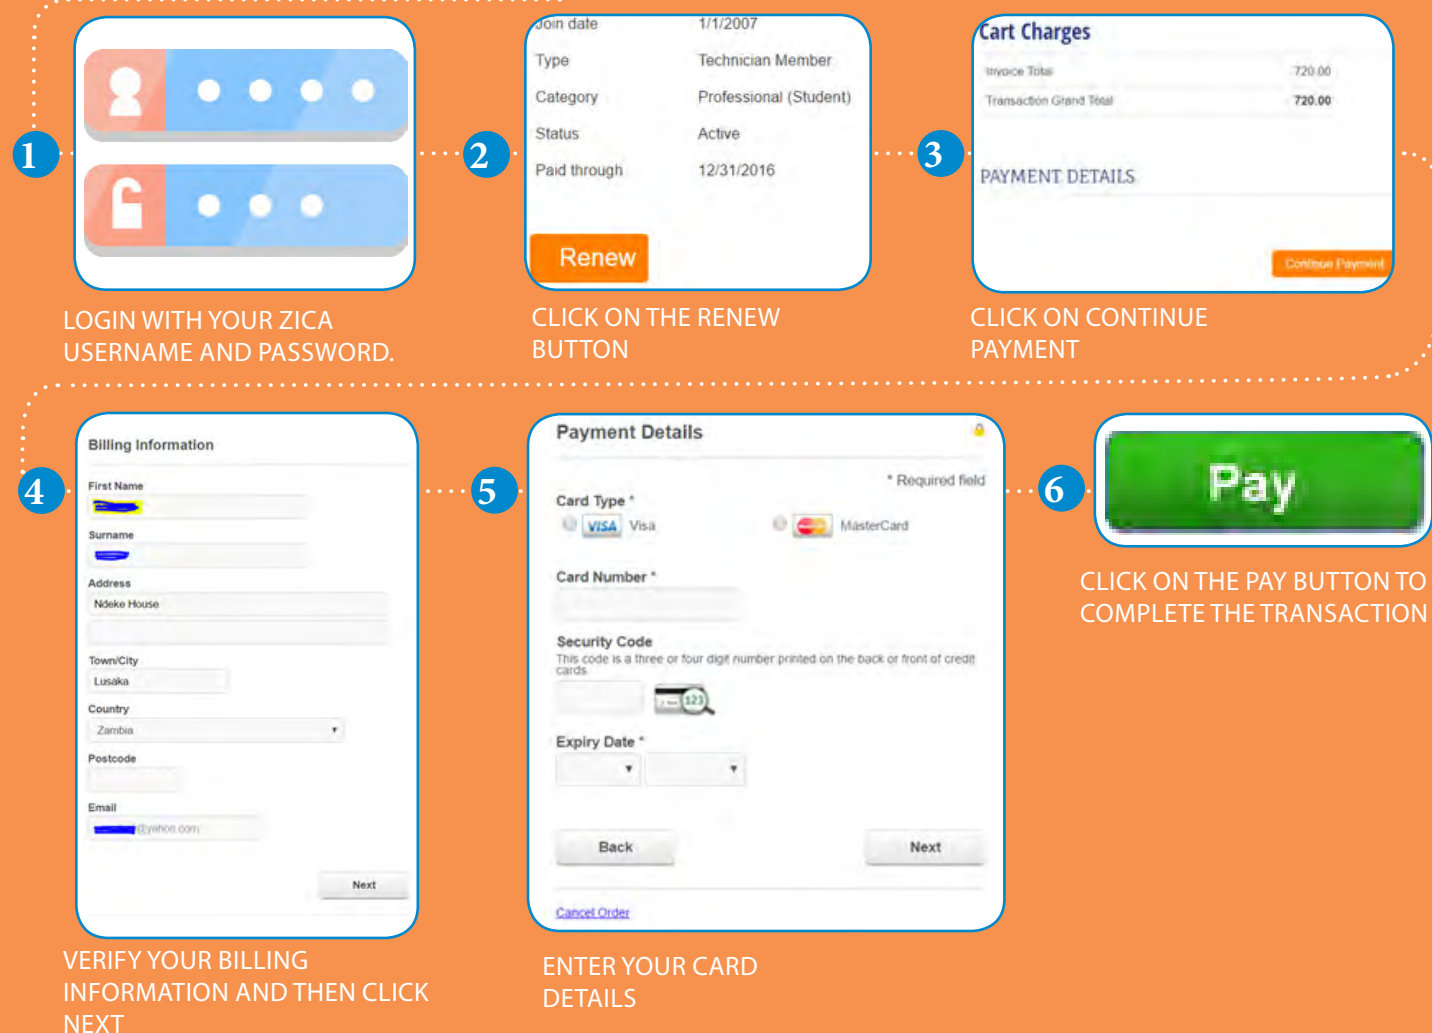 1
2
Join date 1/1/2007
Type Technician Member
Category Professional (Student)
Status Active
Paid through 12/31/2016
Renew
3
Cart Charges
Invoice Total 720.00
Transaction Grand Total 720.00
PAYMENT DETAILS
Continue Payment
LOGIN WITH YOUR ZICA
USERNAME AND PASSWORD.
CLICK ON THE RENEW
BUTTON
CLICK ON CONTINUE
PAYMENT
4
Billing Information
First Name
Surname
Address
Ndeke House
Town/City
Lusaka
Country
Zambia
Postcode
Email
@yahoo.com
Next
VERIFY YOUR BILLING
INFORMATION AND THEN CLICK
NEXT
5
Payment Details
* Required field
Card Type *
VISA Visa MasterCard
Card Number *
Security Code
This code is a three or four digit number printed on the back or front of credit
cards
123
Expiry Date *
Back Next
Cancel Order
ENTER YOUR CARD
DETAILS
6
Pay
CLICK ON THE PAY BUTTON TO
COMPLETE THE TRANSACTION